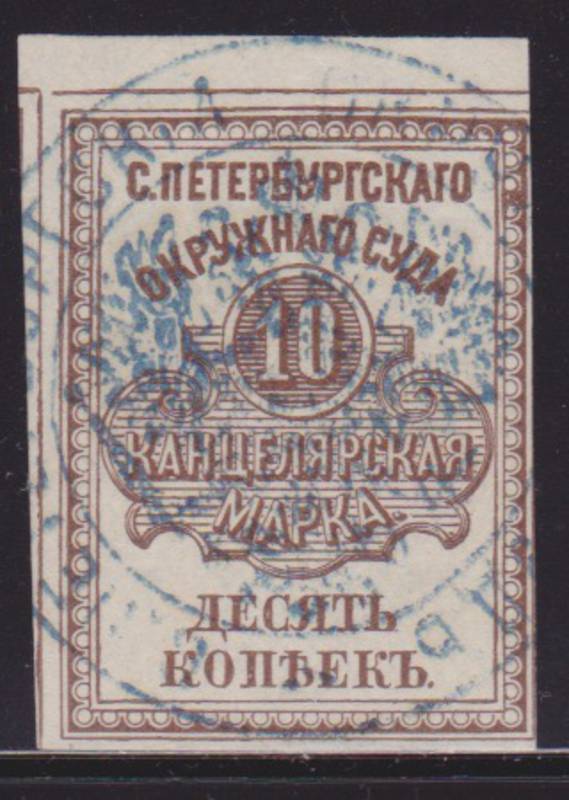 С.ПЕТЕРБУРГСКАГО
ОКРУЖНАГО СУДА
10
КАНЦЕЛЯРСКАЯ
МАРКА.
ДЕСЯТЬ
КОПѢЕКЪ.